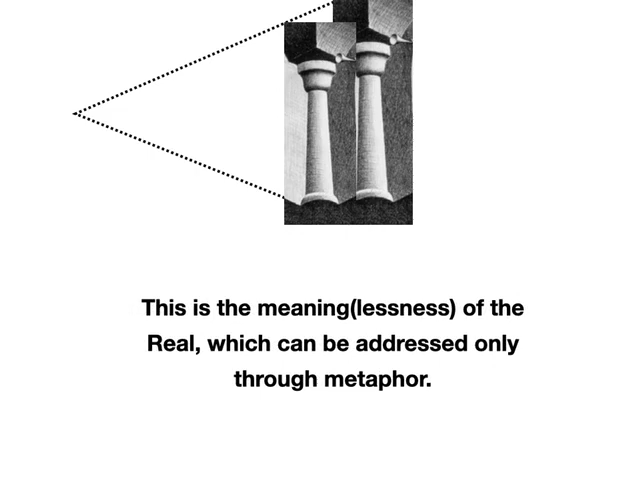 This is the meaning(lessness) of the
Real, which can be addressed only
through metaphor.